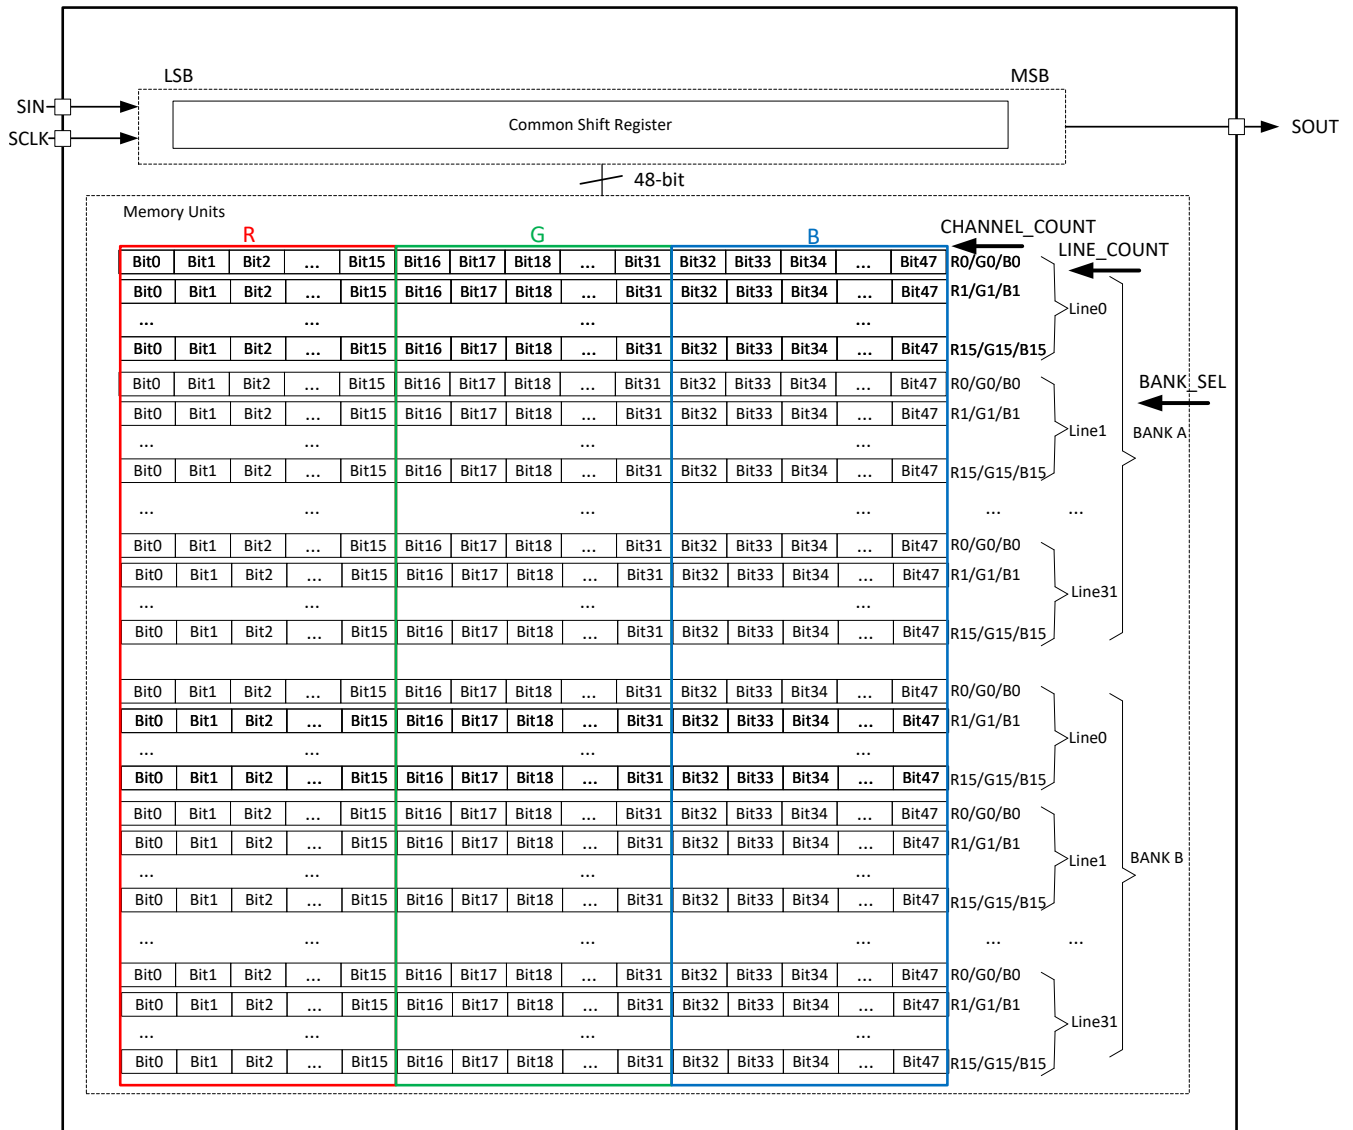 LSB MSB
SIN
SCLK
Common Shift Register
SOUT
48-bit
Memory Units
R G B
CHANNEL_COUNT
LINE_COUNT
Bit0 Bit1 Bit2 ... Bit15 Bit16 Bit17 Bit18 ... Bit31 Bit32 Bit33 Bit34 ... Bit47 R0/G0/B0
Bit0 Bit1 Bit2 ... Bit15 Bit16 Bit17 Bit18 ... Bit31 Bit32 Bit33 Bit34 ... Bit47 R1/G1/B1
Line0
... ... ... ...
Bit0 Bit1 Bit2 ... Bit15 Bit16 Bit17 Bit18 ... Bit31 Bit32 Bit33 Bit34 ... Bit47 R15/G15/B15
Bit0 Bit1 Bit2 ... Bit15 Bit16 Bit17 Bit18 ... Bit31 Bit32 Bit33 Bit34 ... Bit47 R0/G0/B0
BANK_SEL
Bit0 Bit1 Bit2 ... Bit15 Bit16 Bit17 Bit18 ... Bit31 Bit32 Bit33 Bit34 ... Bit47 R1/G1/B1
Line1
BANK A
... ... ... ...
Bit0 Bit1 Bit2 ... Bit15 Bit16 Bit17 Bit18 ... Bit31 Bit32 Bit33 Bit34 ... Bit47 R15/G15/B15
... ... ... ... ... ...
Bit0 Bit1 Bit2 ... Bit15 Bit16 Bit17 Bit18 ... Bit31 Bit32 Bit33 Bit34 ... Bit47 R0/G0/B0
Bit0 Bit1 Bit2 ... Bit15 Bit16 Bit17 Bit18 ... Bit31 Bit32 Bit33 Bit34 ... Bit47 R1/G1/B1
Line31
... ... ... ...
Bit0 Bit1 Bit2 ... Bit15 Bit16 Bit17 Bit18 ... Bit31 Bit32 Bit33 Bit34 ... Bit47 R15/G15/B15
Bit0 Bit1 Bit2 ... Bit15 Bit16 Bit17 Bit18 ... Bit31 Bit32 Bit33 Bit34 ... Bit47 R0/G0/B0
Bit0 Bit1 Bit2 ... Bit15 Bit16 Bit17 Bit18 ... Bit31 Bit32 Bit33 Bit34 ... Bit47 R1/G1/B1
Line0
... ... ... ...
Bit0 Bit1 Bit2 ... Bit15 Bit16 Bit17 Bit18 ... Bit31 Bit32 Bit33 Bit34 ... Bit47 R15/G15/B15
Bit0 Bit1 Bit2 ... Bit15 Bit16 Bit17 Bit18 ... Bit31 Bit32 Bit33 Bit34 ... Bit47 R0/G0/B0
Bit0 Bit1 Bit2 ... Bit15 Bit16 Bit17 Bit18 ... Bit31 Bit32 Bit33 Bit34 ... Bit47 R1/G1/B1
Line1
BANK B
... ... ... ...
Bit0 Bit1 Bit2 ... Bit15 Bit16 Bit17 Bit18 ... Bit31 Bit32 Bit33 Bit34 ... Bit47 R15/G15/B15
... ... ... ... ... ...
Bit0 Bit1 Bit2 ... Bit15 Bit16 Bit17 Bit18 ... Bit31 Bit32 Bit33 Bit34 ... Bit47 R0/G0/B0
Bit0 Bit1 Bit2 ... Bit15 Bit16 Bit17 Bit18 ... Bit31 Bit32 Bit33 Bit34 ... Bit47 R1/G1/B1
Line31
... ... ... ...
Bit0 Bit1 Bit2 ... Bit15 Bit16 Bit17 Bit18 ... Bit31 Bit32 Bit33 Bit34 ... Bit47 R15/G15/B15